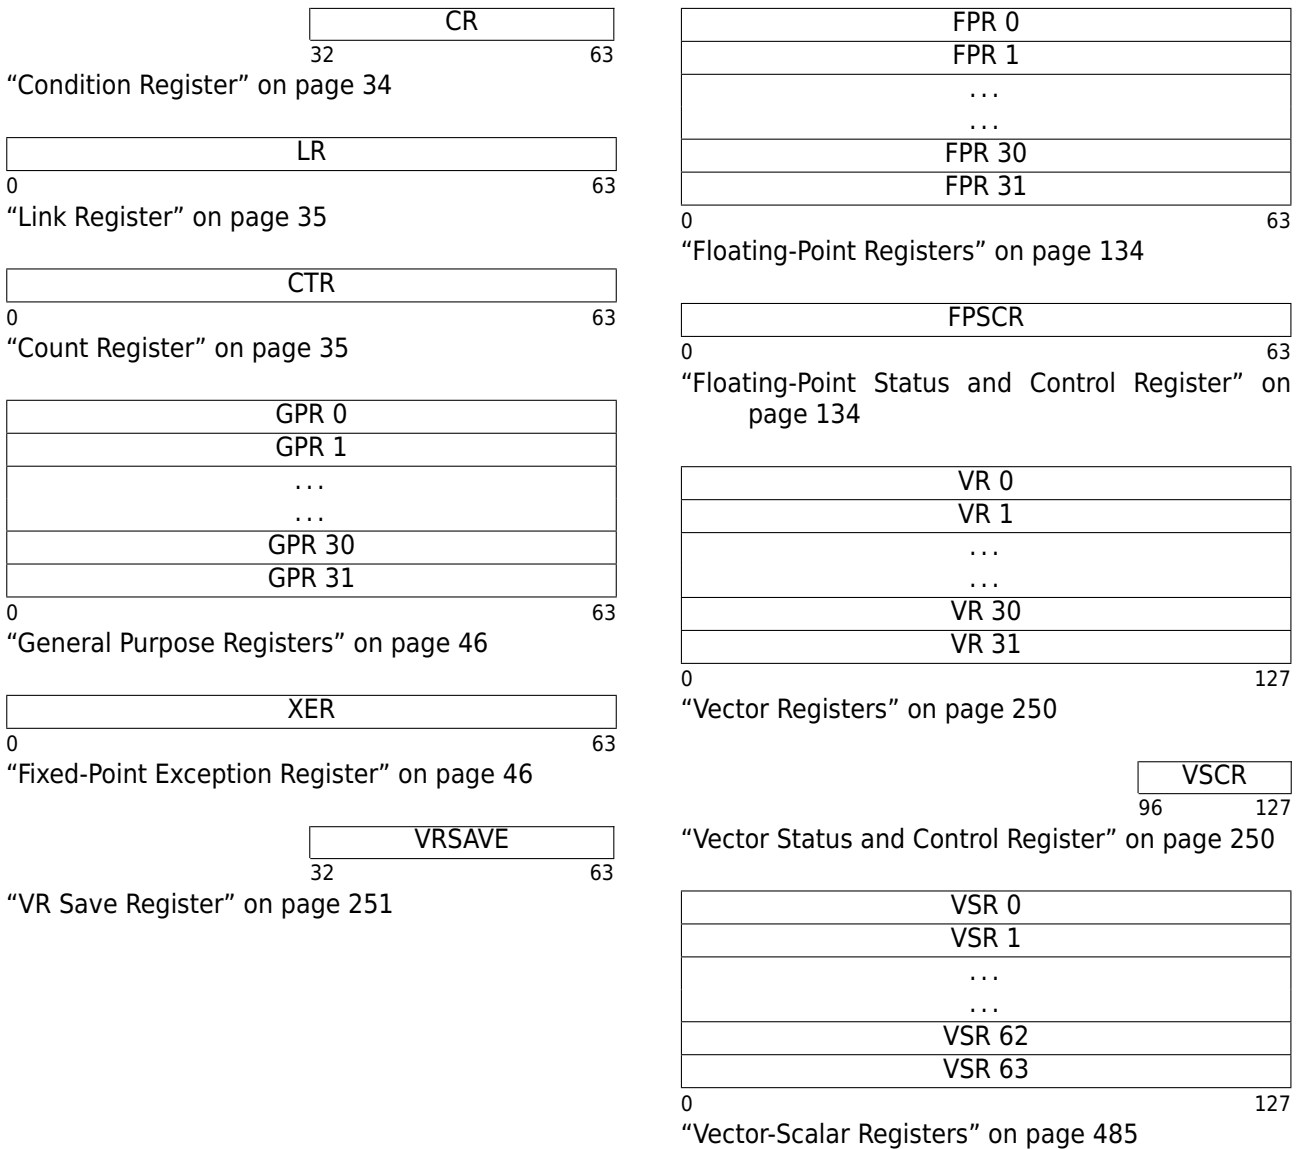 CR
32 63
“Condition Register” on page 34
LR
0 63
“Link Register” on page 35
CTR
0 63
“Count Register” on page 35
GPR 0
GPR 1
...
...
GPR 30
GPR 31
0 63
“General Purpose Registers” on page 46
XER
0 63
“Fixed-Point Exception Register” on page 46
VRSAVE
32 63
“VR Save Register” on page 251
FPR 0
FPR 1
...
...
FPR 30
FPR 31
0 63
“Floating-Point Registers” on page 134
FPSCR
0 63
“Floating-Point Status and Control Register” on
page 134
VR 0
VR 1
...
...
VR 30
VR 31
0 127
“Vector Registers” on page 250
VSCR
96 127
“Vector Status and Control Register” on page 250
VSR 0
VSR 1
...
...
VSR 62
VSR 63
0 127
“Vector-Scalar Registers” on page 485